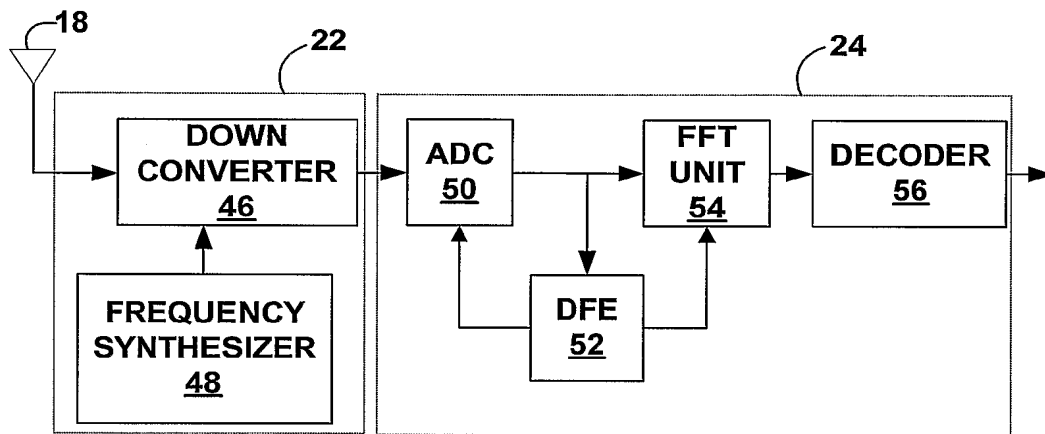 18
22
24
DOWN
CONVERTER
46
ADC
50
FFT
UNIT
54
DECODER
56
FREQUENCY
SYNTHESIZER
48
DFE
52